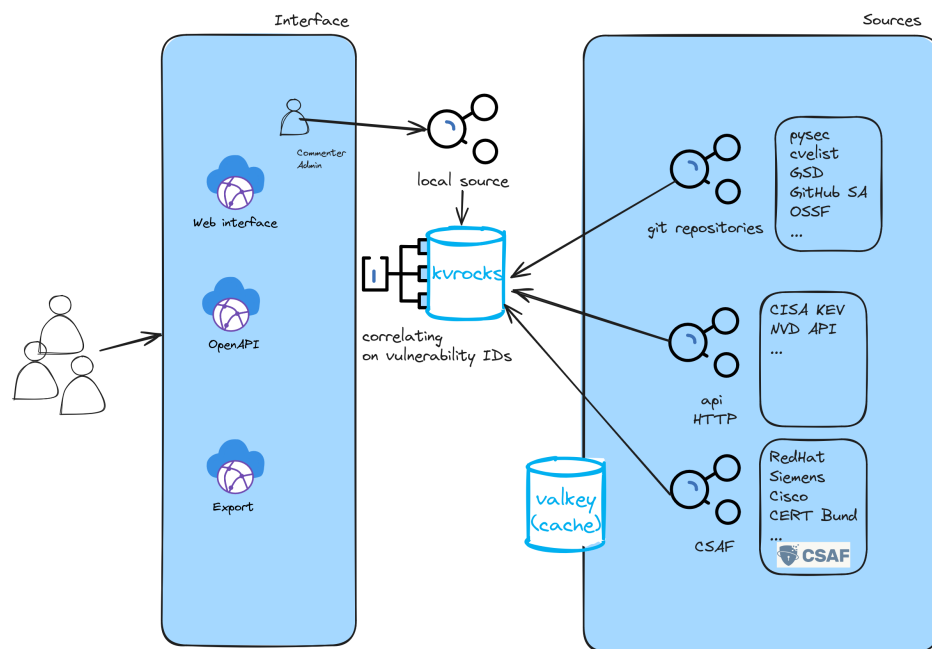 Interface
Sources
Commenter
Admin
Web interface
OpenAPI
Export
local source
kvrocks
correlating
on vulnerability IDs
valkey
(cache)
git repositories
pysec
cvelist
GSD
GitHub SA
OSSF
...
api
HTTP
CISA KEV
NVD API
...
CSAF
RedHat
Siemens
Cisco
CERT Bund
...
CSAF